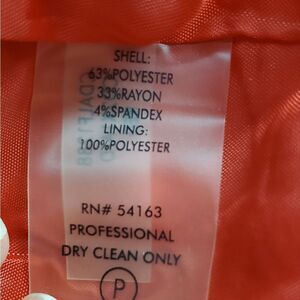 SHELL:
63%POLYESTER
33%RAYON
4%SPANDEX
LINING:
100%POLYESTER
RN# 54163
PROFESSIONAL
DRY CLEAN ONLY
P